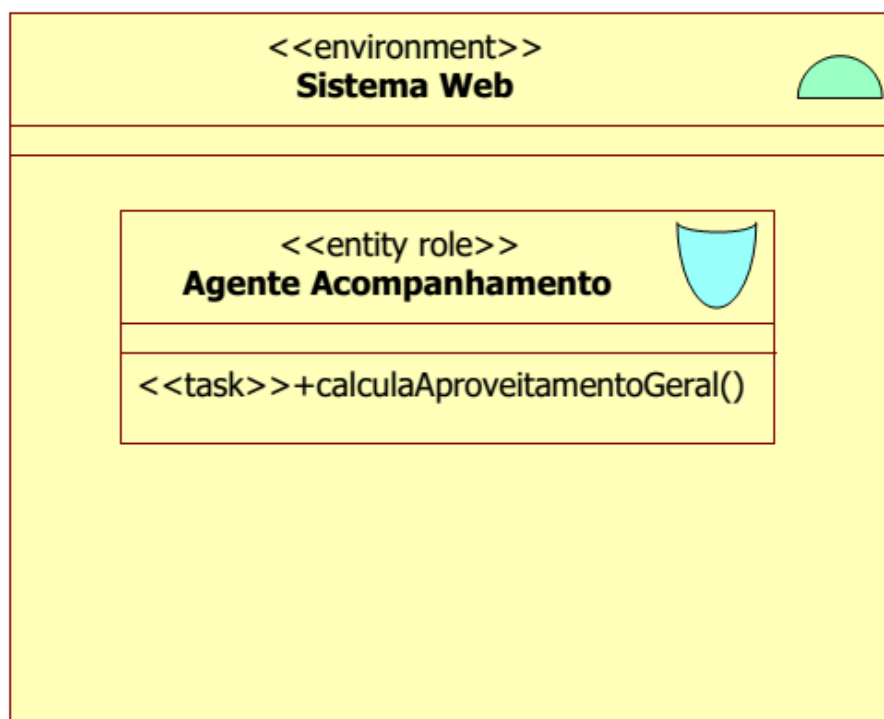 <<environment>>
Sistema Web
<<entity role>>
Agente Acompanhamento
<<task>>+calculaAproveitamentoGeral()